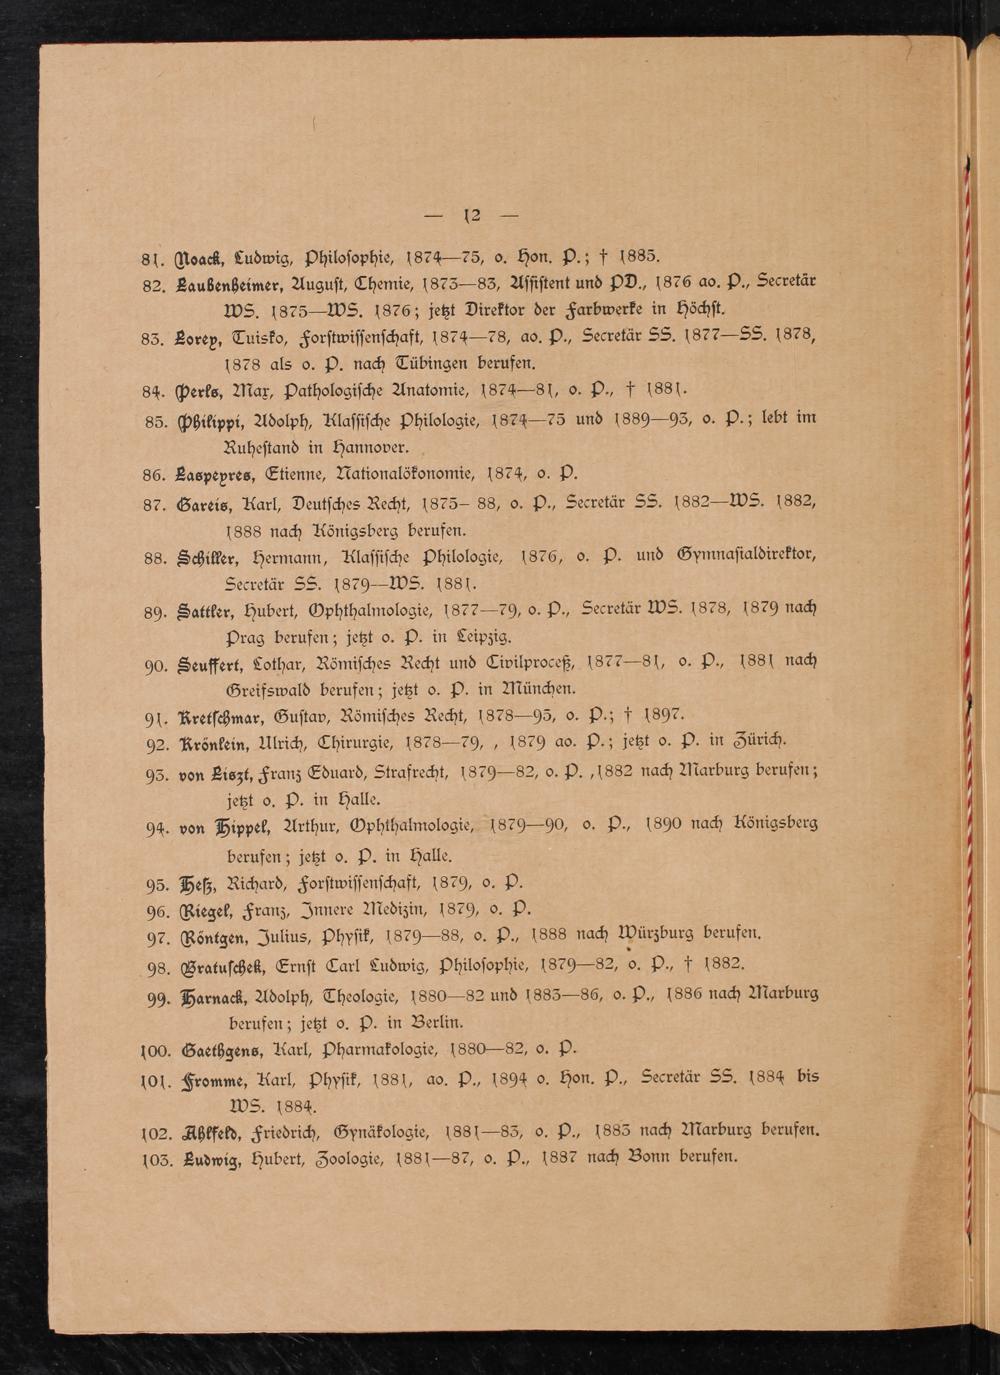 — 12 —
81. Noack, Ludwig, Philosophie, 1874—75, o. Hon. P.; † 1885.
82. Laubenheimer, August, Chemie, 1873—83, Assistent und PD., 1876 ao. P., Secretär
WS. 1875—WS. 1876; jetzt Direktor der Farbwerke in Höchst.
83. Lorey, Tuisko, Forstwissenschaft, 1874—78, ao. P., Secretär SS. 1877—SS. 1878,
1878 als o. P. nach Tübingen berufen.
84. Perls, Max, Pathologische Anatomie, 1874—81, o. P., † 1881.
85. Philippi, Adolph, Klassische Philologie, 1874—75 und 1889—93, o. P.; lebt im
Ruhestand in Hannover.
86. Laspeyres, Etienne, Nationalökonomie, 1874, o. P.
87. Gareis, Karl, Deutsches Recht, 1875– 88, o. P., Secretär SS. 1882—WS. 1882,
1888 nach Königsberg berufen.
88. Schiller, Hermann, Klassische Philologie, 1876, o. P. und Gymnasialdirektor,
Secretär SS. 1879—WS. 1881.
89. Sattler, Hubert, Ophthalmologie, 1877—79, o. P., Secretär WS. 1878, 1879 nach
Prag berufen; jetzt o. P. in Leipzig.
90. Seuffert, Lothar, Römisches Recht und Civilproceß, 1877—81, o. P., 1881 nach
Greifswald berufen; jetzt o. P. in München.
91. Kretschmar, Gustav, Römisches Recht, 1878—95, o. P.; † 1897.
92. Krönlein, Ulrich, Chirurgie, 1878—79, , 1879 ao. P.; jetzt o. P. in Zürich.
93. von Liszt, Franz Eduard, Strafrecht, 1879—82, o. P. ,1882 nach Marburg berufen;
jetzt o. P. in Halle.
94. von Hippel, Arthur, Ophthalmologie, 1879—90, o. P., 1890 nach Königsberg
berufen; jetzt o. P. in Halle.
95. Heß, Richard, Forstwissenschaft, 1879, o. P.
96. Riegel, Franz, Innere Medizin, 1879, o. P.
97. Röntgen, Julius, Physik, 1879—88, o. P., 1888 nach Würzburg berufen.
98. Bratuschek, Ernst Carl Ludwig, Philosophie, 1879—82, o. P., † 1882.
99. Harnack, Adolph, Theologie, 1880—82 und 1883—86, o. P., 1886 nach Marburg
berufen; jetzt o. P. in Berlin.
100. Gaethgens, Karl, Pharmakologie, 1880—82, o. P.
101. Fromme, Karl, Physik, 1881, ao. P., 1894 o. Hon. P., Secretär SS. 1884 bis
WS. 1884.
102. Ahlfeld, Friedrich, Gynäkologie, 1881—83, o. P., 1883 nach Marburg berufen.
103. Ludwig, Hubert, Zoologie, 1881—87, o. P., 1887 nach Bonn berufen.